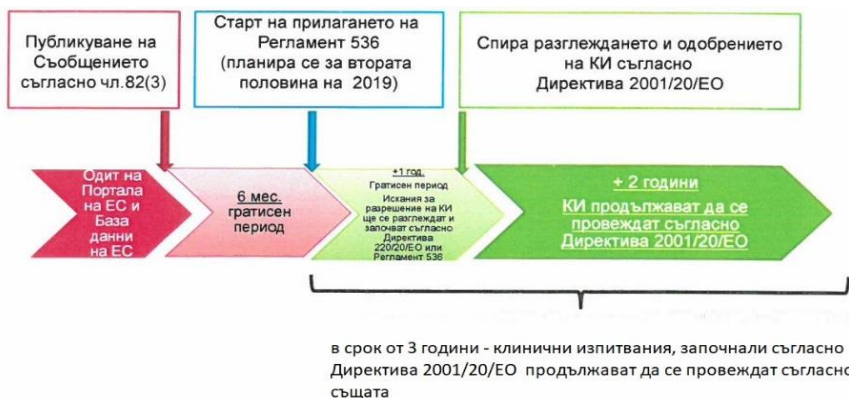 Публикуване на
Съобщението
съгласно чл.82(3)
Старт на прилагането на
Регламент 536
(планира се за втората
половина на 2019)
Спира разглеждането и одобрението
на КИ съгласно
Директива 2001/20/ЕО
Одит на
Портала
на ЕС и
База
данни
на ЕС
6 мес.
гратисен
период
+1 год.
Гратисен период
Искания за
разрешение на КИ
ще се разглеждат и
започват съгласно
Директива
220/20/ЕО или
Регламент 536
+ 2 години
КИ продължават да се
провеждат съгласно
Директива 2001/20/ЕО
в срок от 3 години - клинични изпитвания, започнали съгласно
Директива 2001/20/ЕО продължават да се провеждат съгласно
същата